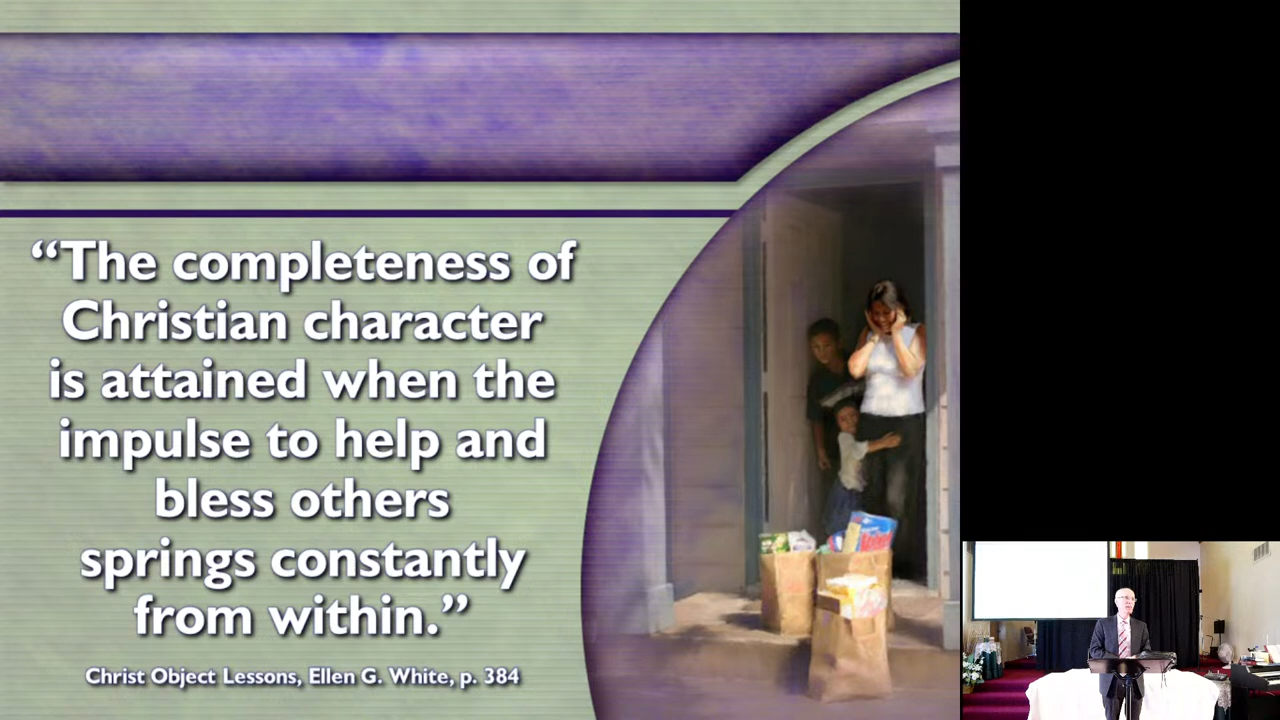 “The completeness of
Christian character
is attained when the
impulse to help and
bless others
springs constantly
from within.”
Christ Object Lessons, Ellen G. White, p. 384